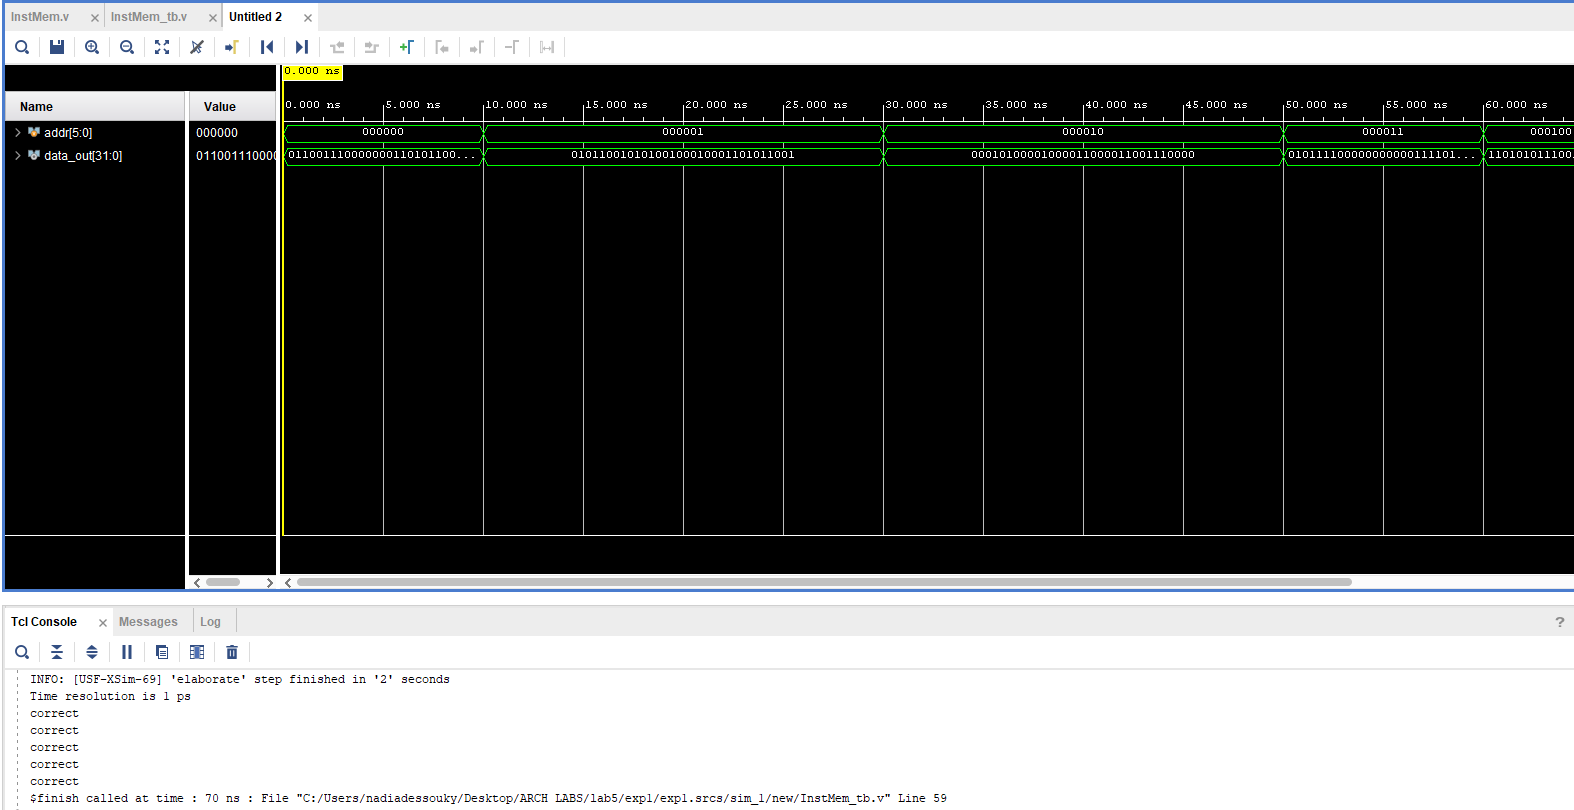 InstMem.v InstMem_tb.v Untitled 2
0.000 ns
Name Value
0.000 ns 5.000 ns 10.000 ns 15.000 ns 20.000 ns 25.000 ns 30.000 ns 35.000 ns 40.000 ns 45.000 ns 50.000 ns 55.000 ns 60.000 ns
addr[5:0] 000000 000000 000001 000010 000011 000100
data_out[31:0] 011001110000 0110011100000000110101100... 01011001010100100010001101011001 00010100001000011000011001110000 0101111000000000000111101... 110101011100
Tcl Console Messages Log ?
INFO: [USF-XSim-69] 'elaborate' step finished in '2' seconds
Time resolution is 1 ps
correct
correct
correct
correct
correct
$finish called at time : 70 ns : File "C:/Users/nadiadessouky/Desktop/ARCH LABS/lab5/exp1/exp1.srcs/sim_1/new/InstMem_tb.v" Line 59